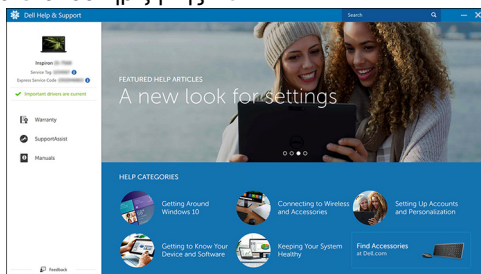 Dell Help & Support
Search
Inspiron
Service Tag
Express Service Code
Important drivers are current
Warranty
SupportAssist
Manuals
Feedback
FEATURED HELP ARTICLES
A new look for settings
HELP CATEGORIES
Getting Around
Windows 10
Connecting to Wireless
and Accessories
Setting Up Accounts
and Personalization
Getting to Know Your
Device and Software
Keeping Your System
Healthy
Find Accessories
at Dell.com